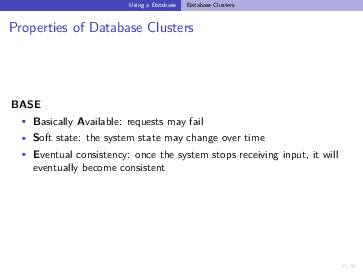 Using a Database Database Clusters
Properties of Database Clusters
BASE
Basically Available: requests may fail
Soft state: the system state may change over time
Eventual consistency: once the system stops receiving input, it will
eventually become consistent